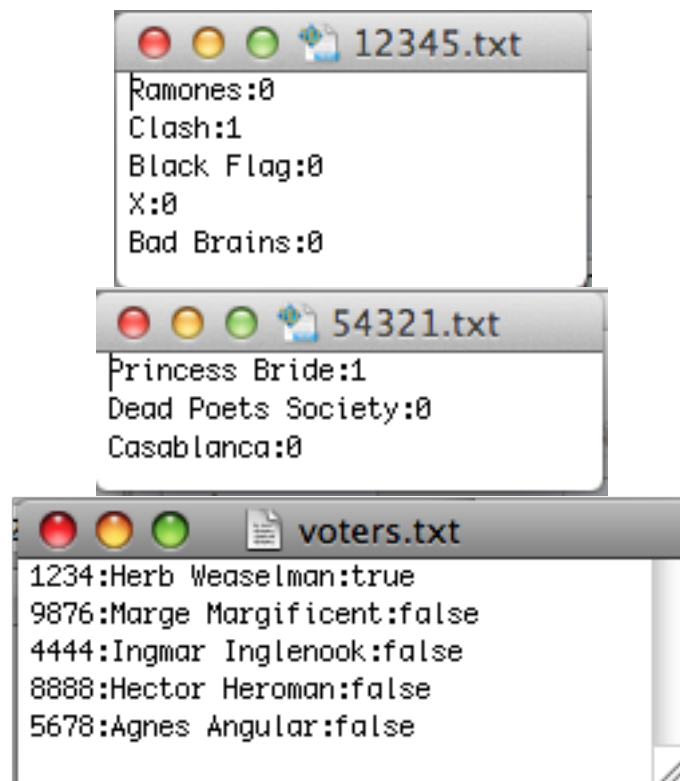 12345.txt
Ramones:0
Clash:1
Black Flag:0
X:0
Bad Brains:0
54321.txt
Princess Bride:1
Dead Poets Society:0
Casablanca:0
voters.txt
1234:Herb Weaselman:true
9876:Marge Margificent:false
4444:Ingmar Inglenook:false
8888:Hector Heroman:false
5678:Agnes Angular:false